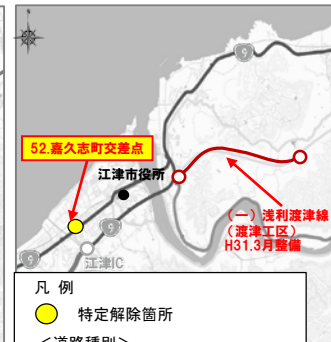 9
52.嘉久志町交差点
江津市役所
(一)浅利渡津線
(渡津工区)
H31.3月整備
9
9
江津IC
凡 例
特定解除箇所
<道路種別>